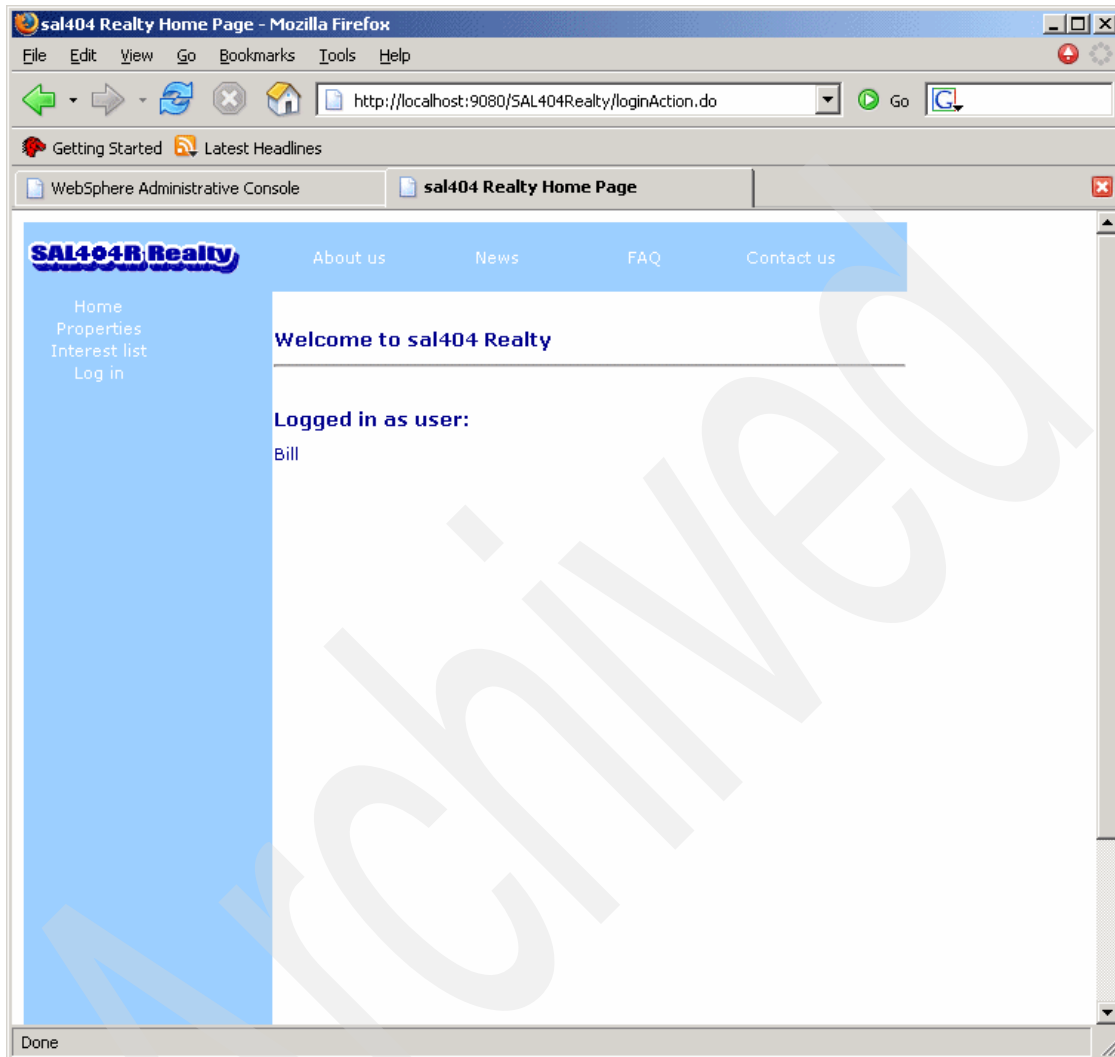 sal404 Realty Home Page - Mozilla Firefox
File Edit View Go Bookmarks Tools Help
http://localhost:9080/SAL404Realty/loginAction.do Go G
Getting Started Latest Headlines
WebSphere Administrative Console sal404 Realty Home Page
SAL404R Realty About us News FAQ Contact us
Home
Properties
Interest list
Log in
Welcome to sal404 Realty
Logged in as user:
Bill
Archived
Done